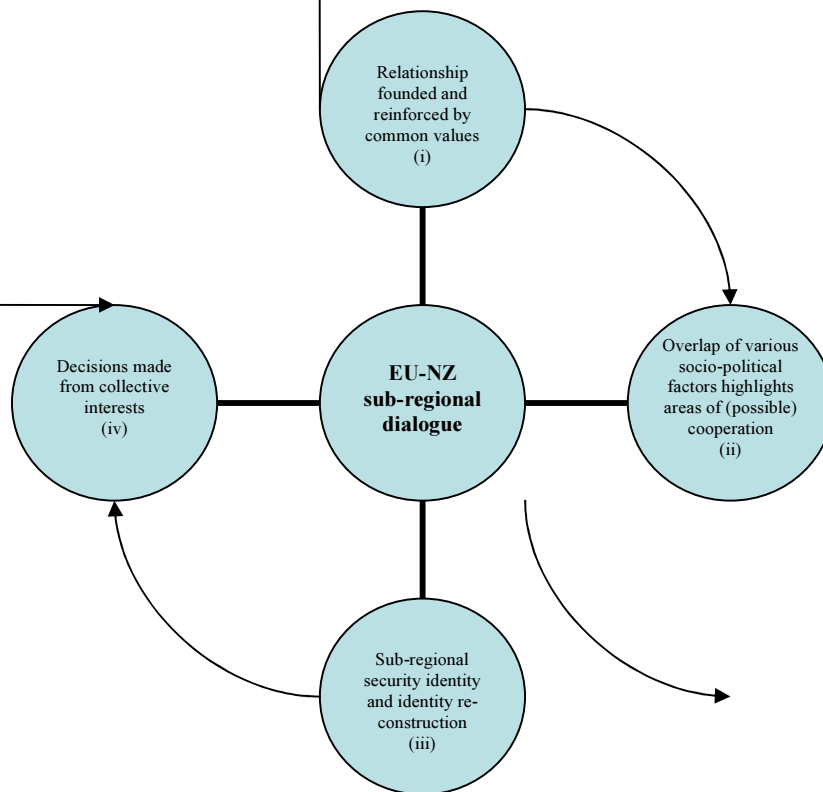 Relationship
founded and
reinforced by
common values
(i)
Overlap of various
socio-political
factors highlights
areas of (possible)
cooperation
(ii)
EU-NZ
sub-regional
dialogue
Decisions made
from collective
interests
(iv)
Sub-regional
security identity
and identity re-
construction
(iii)